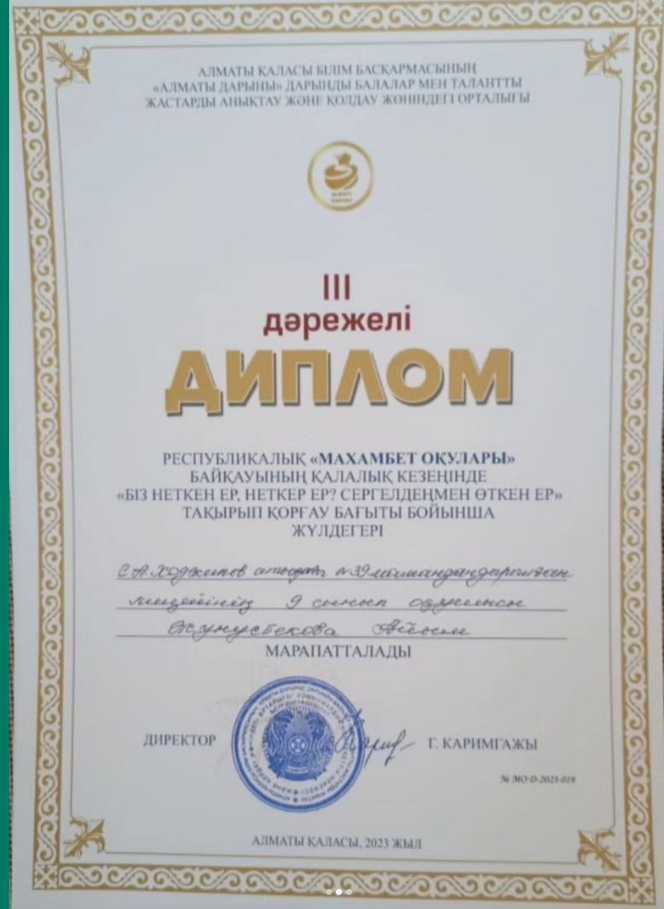 АЛМАТЫ ҚАЛАСЫ БІЛІМ БАСҚАРМАСЫНЫҢ
«АЛМАТЫ ДАРЫНЫ» ДАРЫНДЫ БАЛАЛАР МЕН ТАЛАНТТЫ
ЖАСТАРДЫ АНЫҚТАУ ЖӘНЕ ҚОЛДАУ ЖӨНІНДЕГІ ОРТАЛЫҒЫ
III
дәрежелі
ДИПЛОМ
РЕСПУБЛИКАЛЫҚ «МАХАМБЕТ ОҚУЛАРЫ»
БАЙҚАУЫНЫҢ ҚАЛАЛЫҚ КЕЗЕҢІНДЕ
«БІЗ НЕТКЕН ЕР, НЕТКЕР ЕР? СЕРГЕЛДЕҢМЕН ӨТКЕН ЕР»
ТАҚЫРЫП ҚОРҒАУ БАҒЫТЫ БОЙЫНША
ЖҮЛДЕГЕРІ
атындағы №39 мамандандырылған
лицейінің 9 сынып оқушысы
Жунусбекова Айым
МАРАПАТТАЛАДЫ
ДИРЕКТОР
Г. КАРИМГАЖЫ
№ МО-D-2023-019
АЛМАТЫ ҚАЛАСЫ, 2023 ЖЫЛ